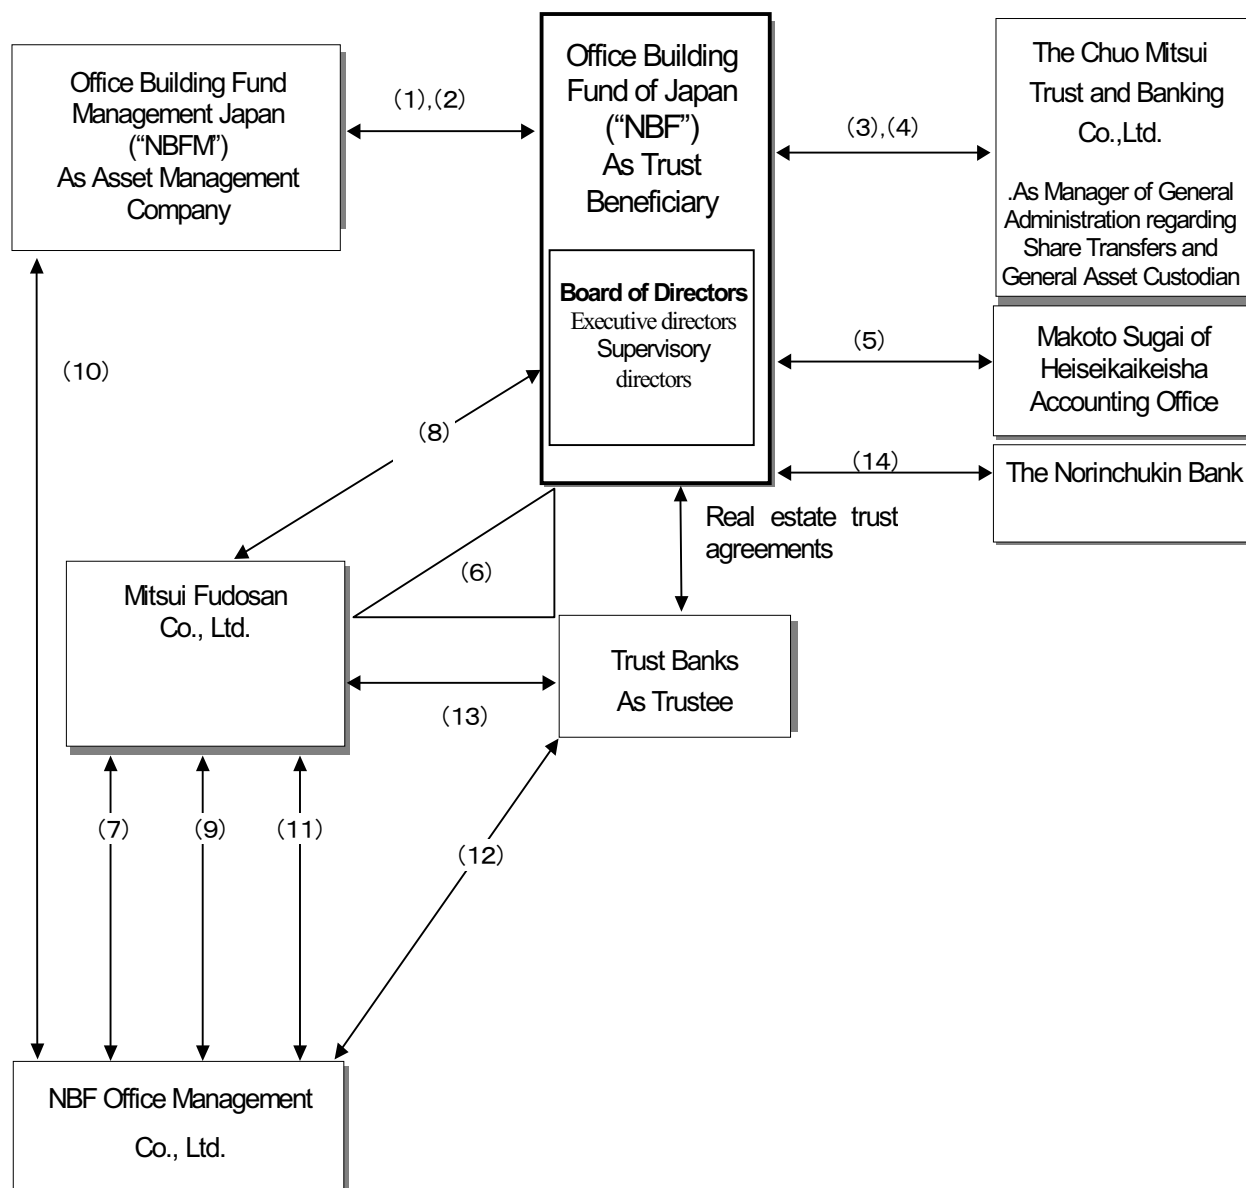 Office Building Fund
Management Japan
(“NBFM”)
As Asset Management
Company
(1),(2)
Office Building
Fund of Japan
(“NBF”)
As Trust
Beneficiary
Board of Directors
Executive directors
Supervisory
directors
(3),(4)
The Chuo Mitsui
Trust and Banking
Co.,Ltd.
.As Manager of General
Administration regarding
Share Transfers and
General Asset Custodian
(5)
Makoto Sugai of
Heiseikaikeisha
Accounting Office
(14)
The Norinchukin Bank
(10)
(8)
Real estate trust
agreements
(6)
Mitsui Fudosan
Co., Ltd.
(13)
Trust Banks
As Trustee
(7)
(9)
(11)
(12)
NBF Office Management
Co., Ltd.